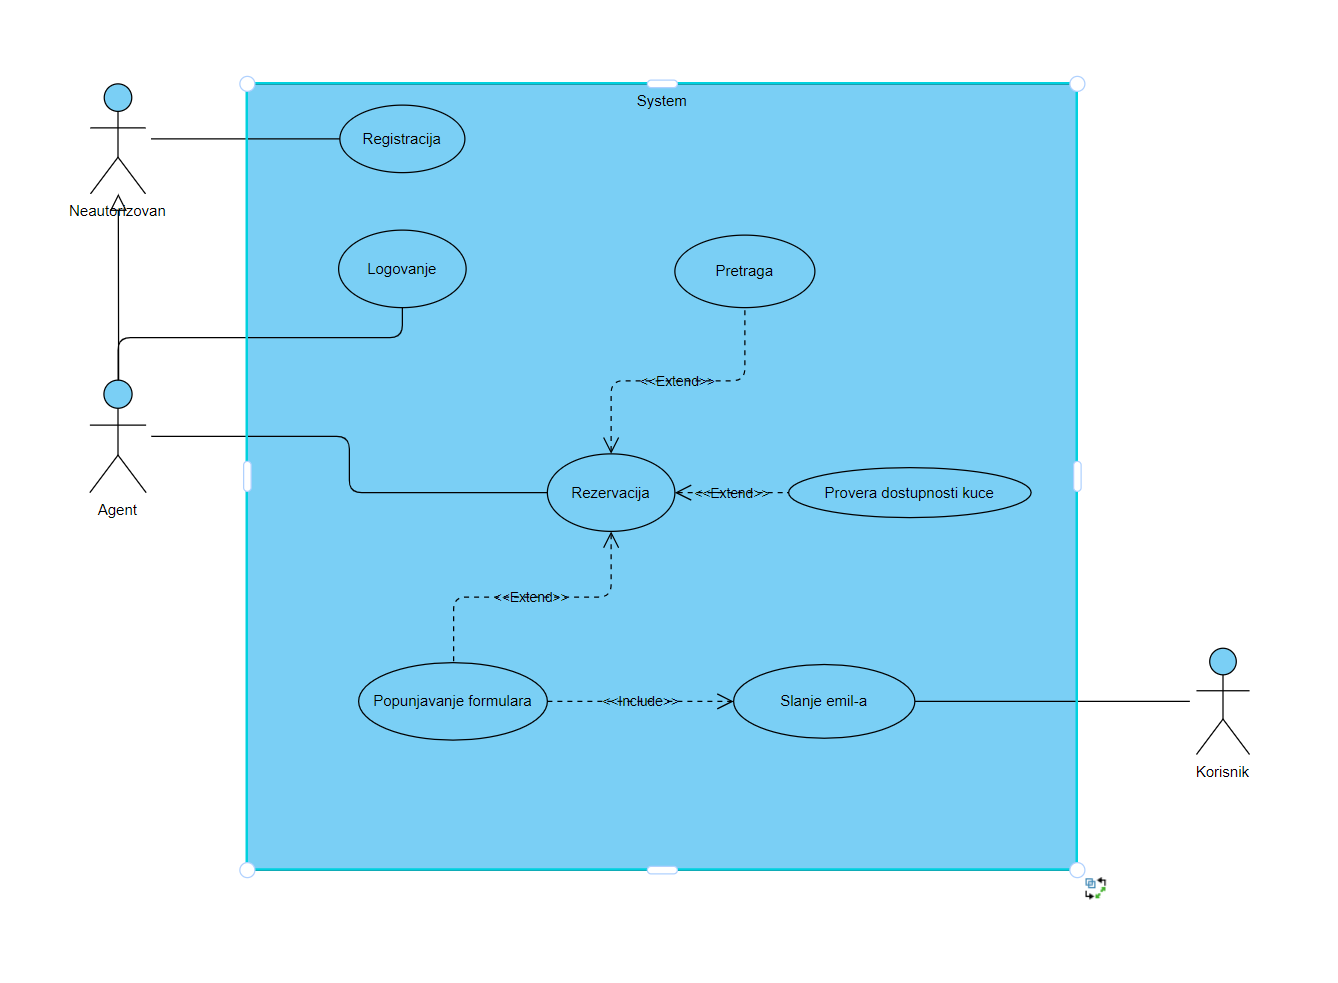 System
Registracija
Neautorizovan
Logovanje
Pretraga
<<Extend>>
Agent
Rezervacija
<<Extend>>
Provera dostupnosti kuce
<<Extend>>
Popunjavanje formulara
<<Include>>
Slanje emil-a
Korisnik